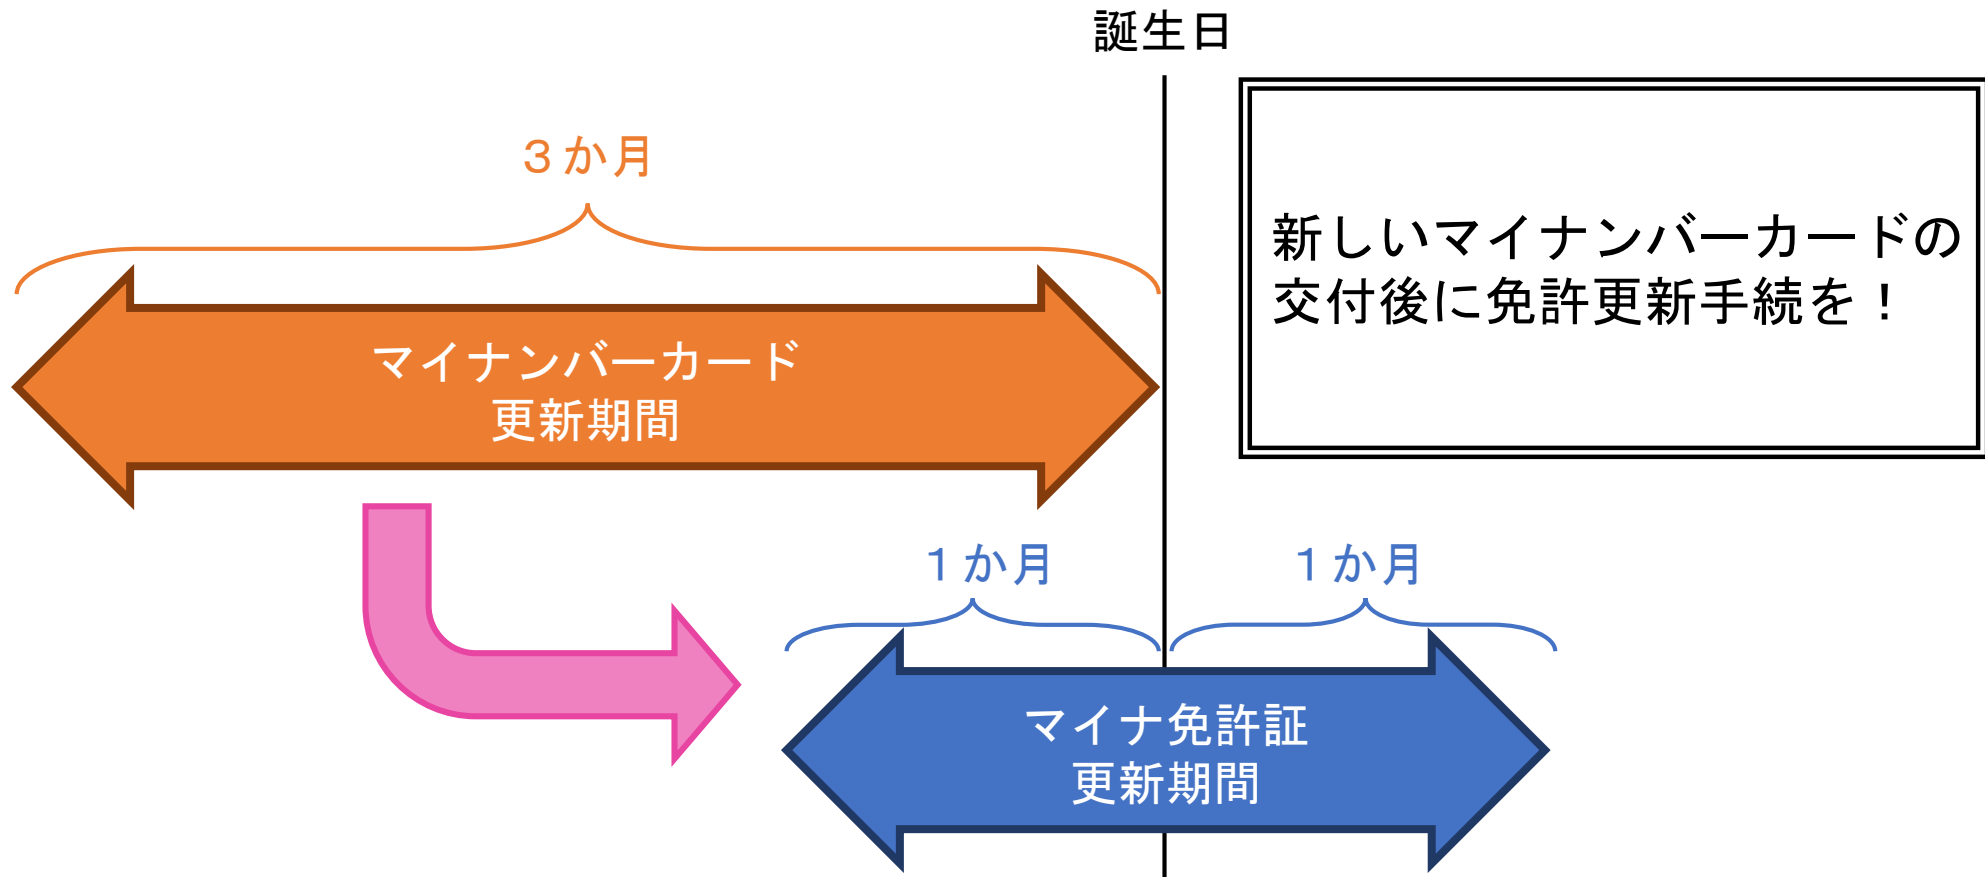 誕生日
3か月
新しいマイナンバーカードの
交付後に免許更新手続を！
マイナンバーカード
更新期間
1か月
1か月
マイナ免許証
更新期間